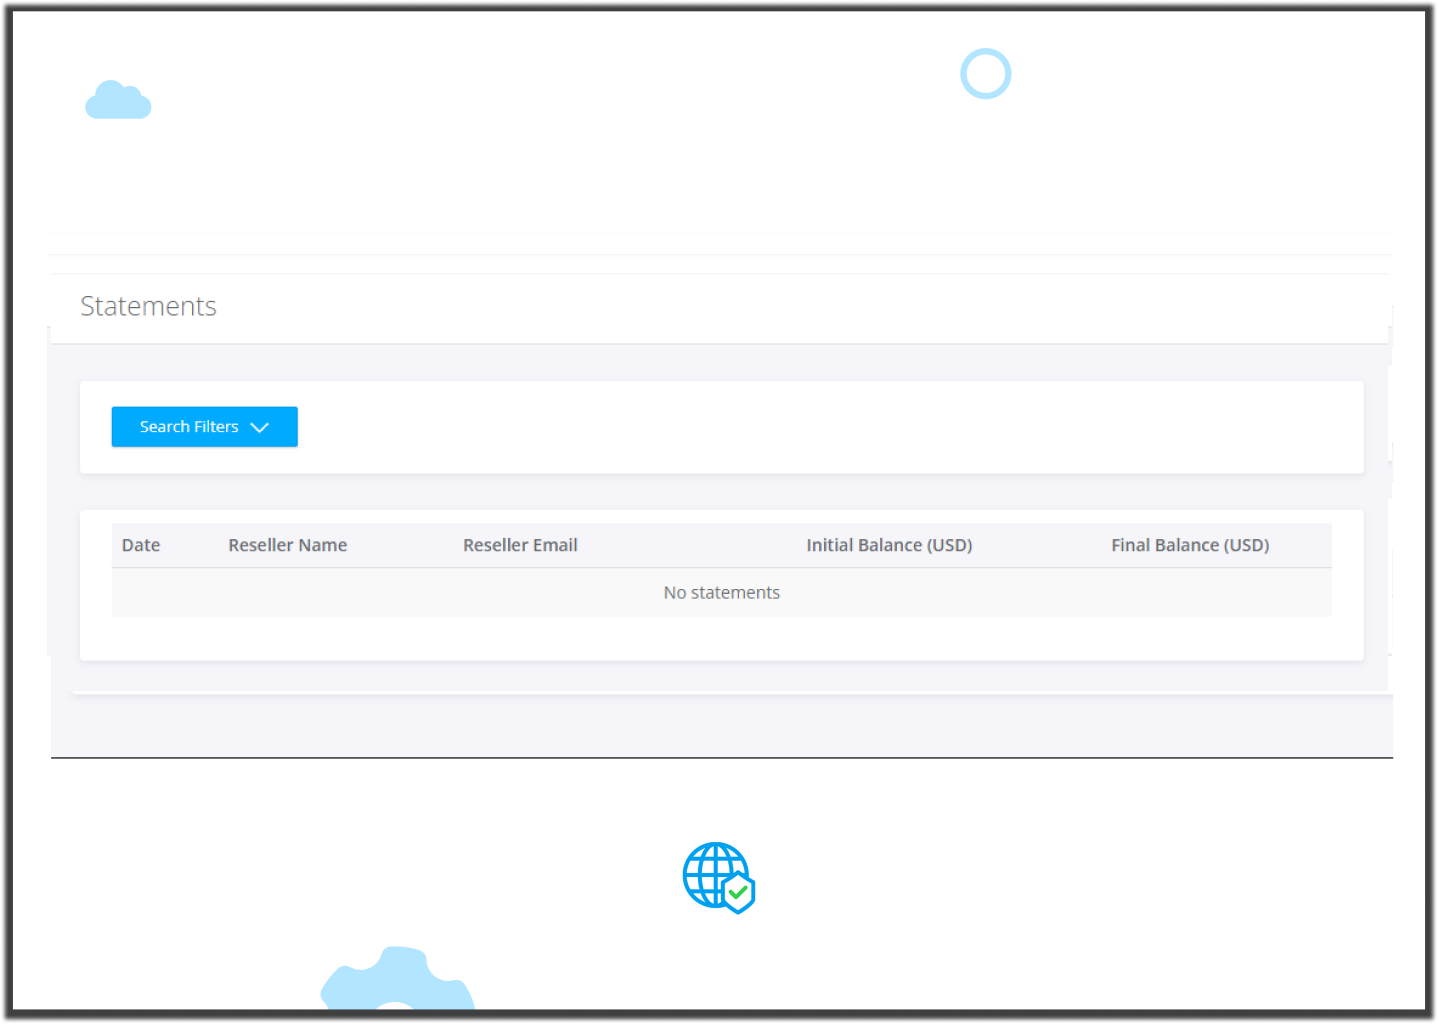 Statements
Search Filters
Date Reseller Name Reseller Email Initial Balance (USD) Final Balance (USD)
No statements